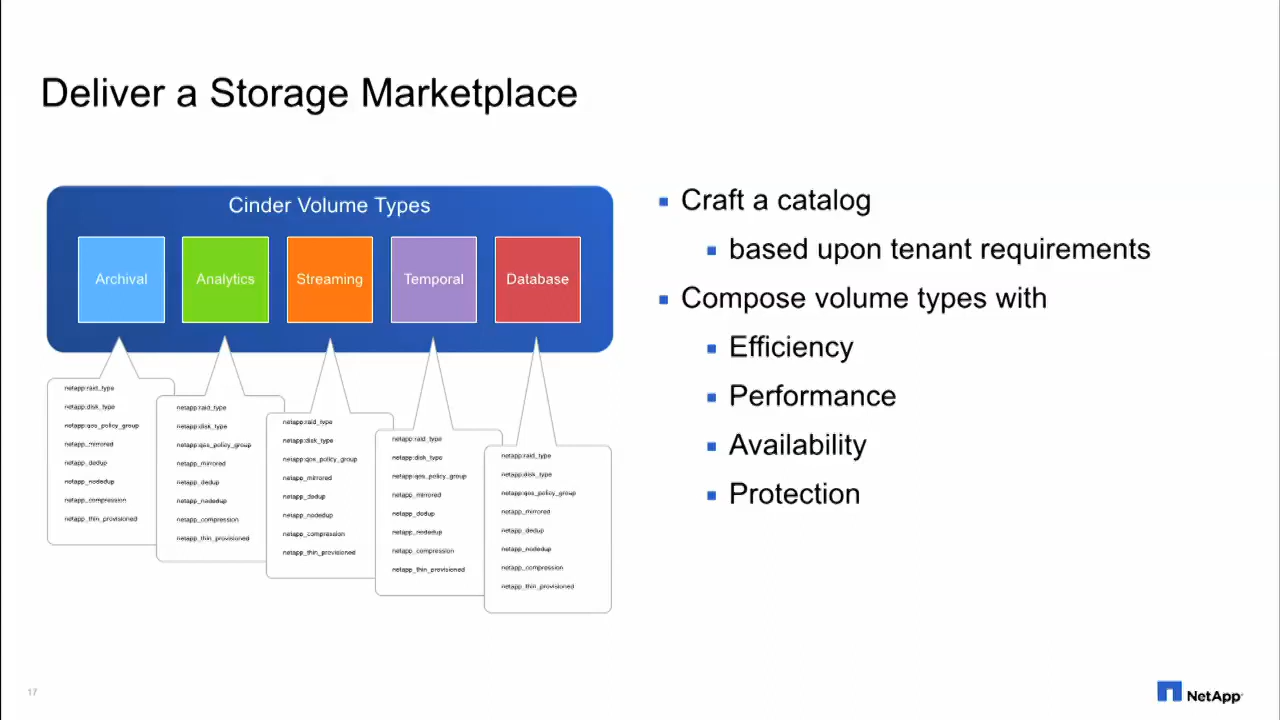 Deliver a Storage Marketplace
Cinder Volume Types
Archival
Analytics
Streaming
Temporal
Database
netapp:raid_type
netapp:disk_type
netapp:qos_policy_group
netapp_mirrored
netapp_dedup
netapp_nodedup
netapp_compression
netapp_thin_provisioned
netapp:raid_type
netapp:disk_type
netapp:qos_policy_group
netapp_mirrored
netapp_dedup
netapp_nodedup
netapp_compression
netapp_thin_provisioned
netapp:raid_type
netapp:disk_type
netapp:qos_policy_group
netapp_mirrored
netapp_dedup
netapp_nodedup
netapp_compression
netapp_thin_provisioned
netapp:raid_type
netapp:disk_type
netapp:qos_policy_group
netapp_mirrored
netapp_dedup
netapp_nodedup
netapp_compression
netapp_thin_provisioned
netapp:raid_type
netapp:disk_type
netapp:qos_policy_group
netapp_mirrored
netapp_dedup
netapp_nodedup
netapp_compression
netapp_thin_provisioned
Craft a catalog
based upon tenant requirements
Compose volume types with
Efficiency
Performance
Availability
Protection
17
NetApp